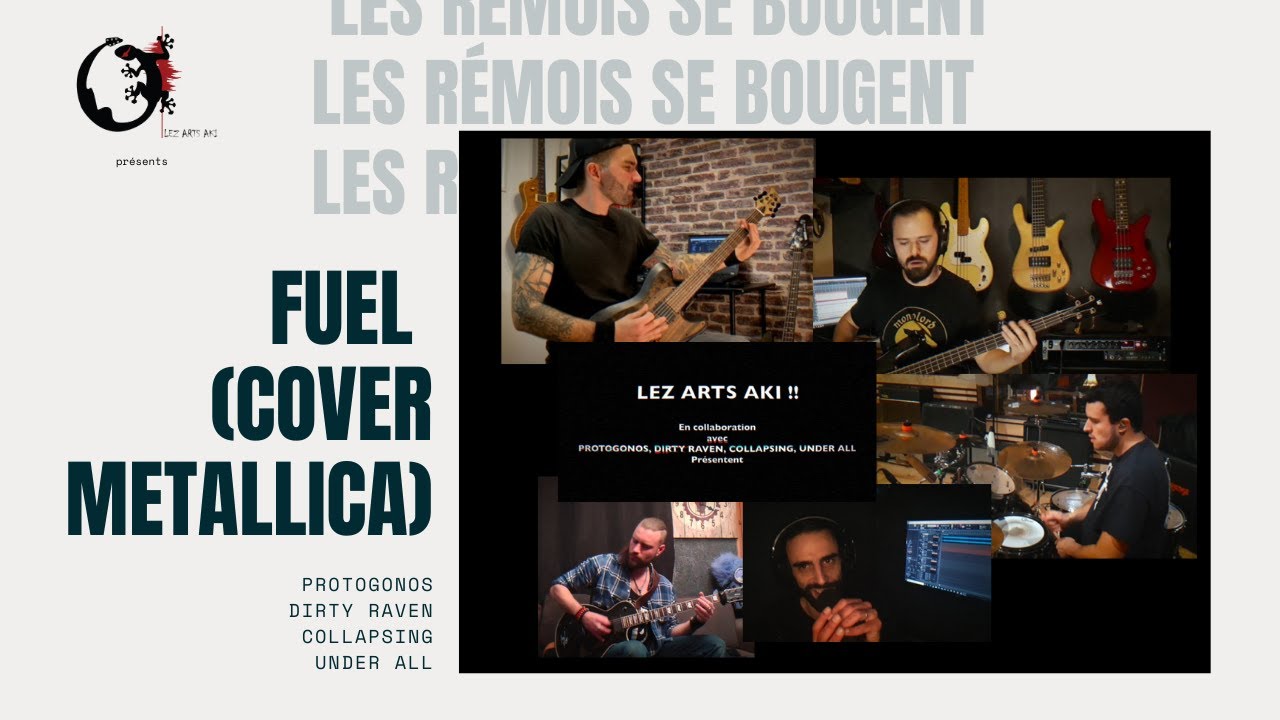 LES RÉMOIS SE BOUGENT
LES RÉMOIS SE BOUGENT
LES R
LEZ ARTS AKI
présents
FUEL
(COVER
METALLICA)
PROTOGONOS
DIRTY RAVEN
COLLAPSING
UNDER ALL
monolord
LEZ ARTS AKI !!
En collaboration
avec
PROTOGONOS, DIRTY RAVEN, COLLAPSING, UNDER ALL
Présentent